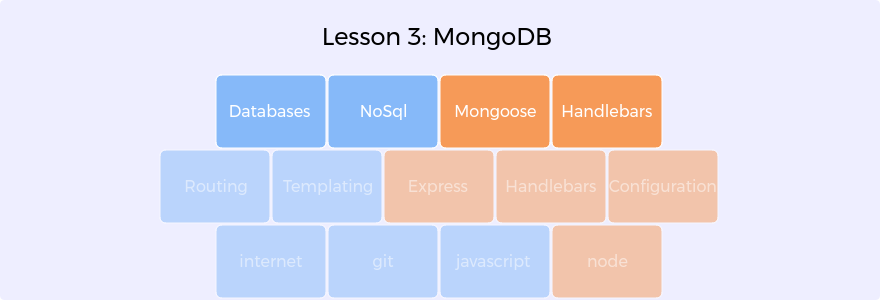 Lesson 3: MongoDB
Databases NoSql Mongoose Handlebars
Routing Templating Express Handlebars Configuration
internet git javascript node